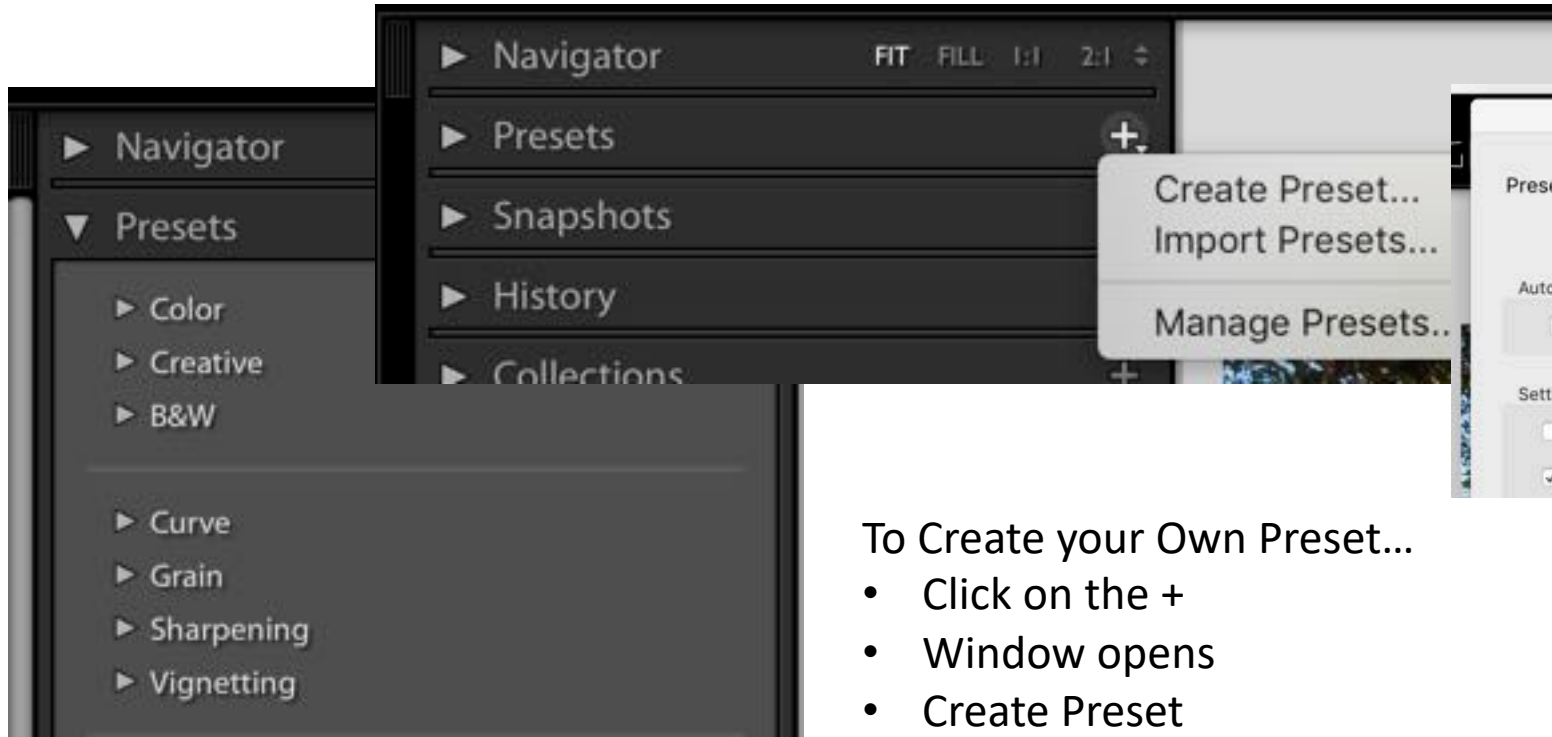 Navigator FIT FILL 1:1 2:1
Presets
Snapshots
History
Collections
Create Preset...
Import Presets...
Manage Presets..
Navigator
Presets
Color
Creative
B&W
Curve
Grain
Sharpening
Vignetting
To Create your Own Preset…
• Click on the +
• Window opens
• Create Preset